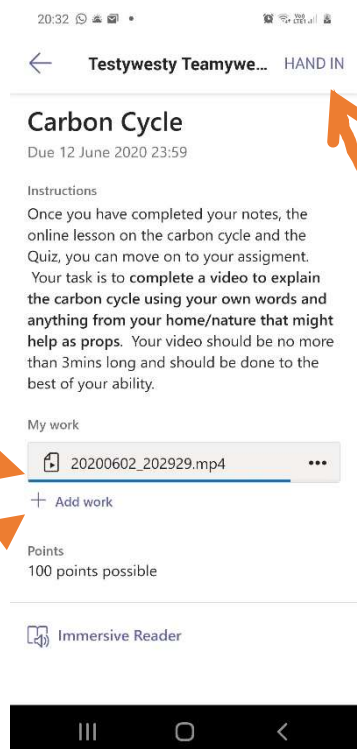 20:32
Testywesty Teamywe... HAND IN
Carbon Cycle
Due 12 June 2020 23:59
Instructions
Once you have completed your notes, the
online lesson on the carbon cycle and the
Quiz, you can move on to your assigment.
Your task is to complete a video to explain
the carbon cycle using your own words and
anything from your home/nature that might
help as props. Your video should be no more
than 3mins long and should be done to the
best of your ability.
My work
20200602_202929.mp4
Add work
Points
100 points possible
Immersive Reader